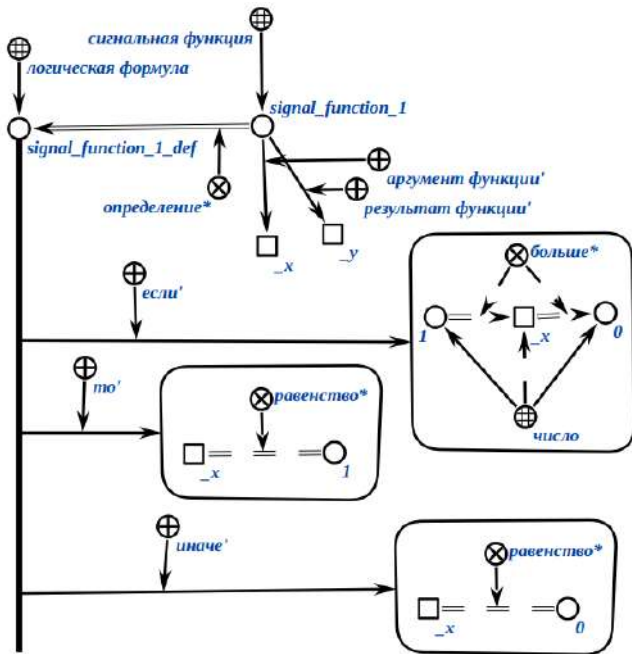 сигнальная функция
логическая формула
signal_function_1
signal_function_1_def
аргумент функции'
определение*
результат функции'
_x
_y
больше*
если'
1
_x
0
то'
равенство*
число
_x
1
иначе'
равенство*
_x
0